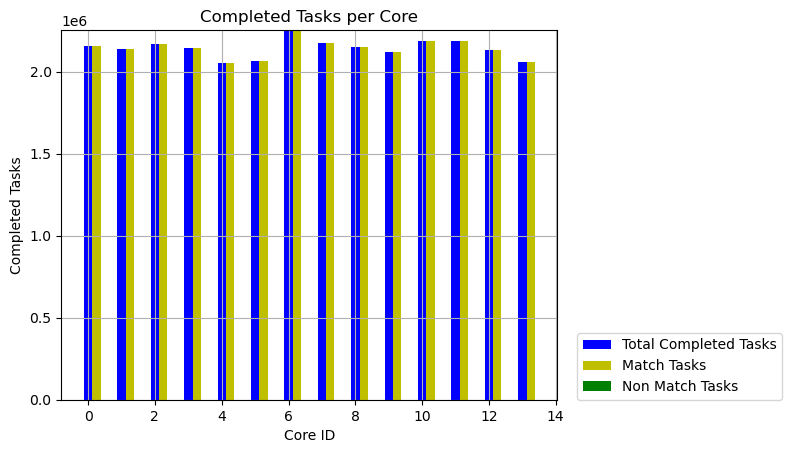 Completed Tasks per Core
1e6
2.0
1.5
1.0
0.5
0.0
Completed Tasks
0 2 4 6 8 10 12 14
Core ID
Total Completed Tasks
Match Tasks
Non Match Tasks